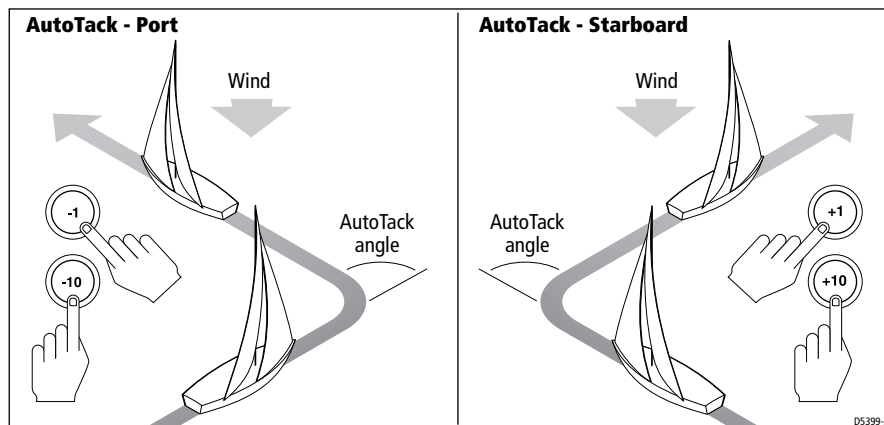 AutoTack - Port
Wind
-1
-10
AutoTack
angle
AutoTack - Starboard
Wind
AutoTack
angle
+1
+10
D5399-